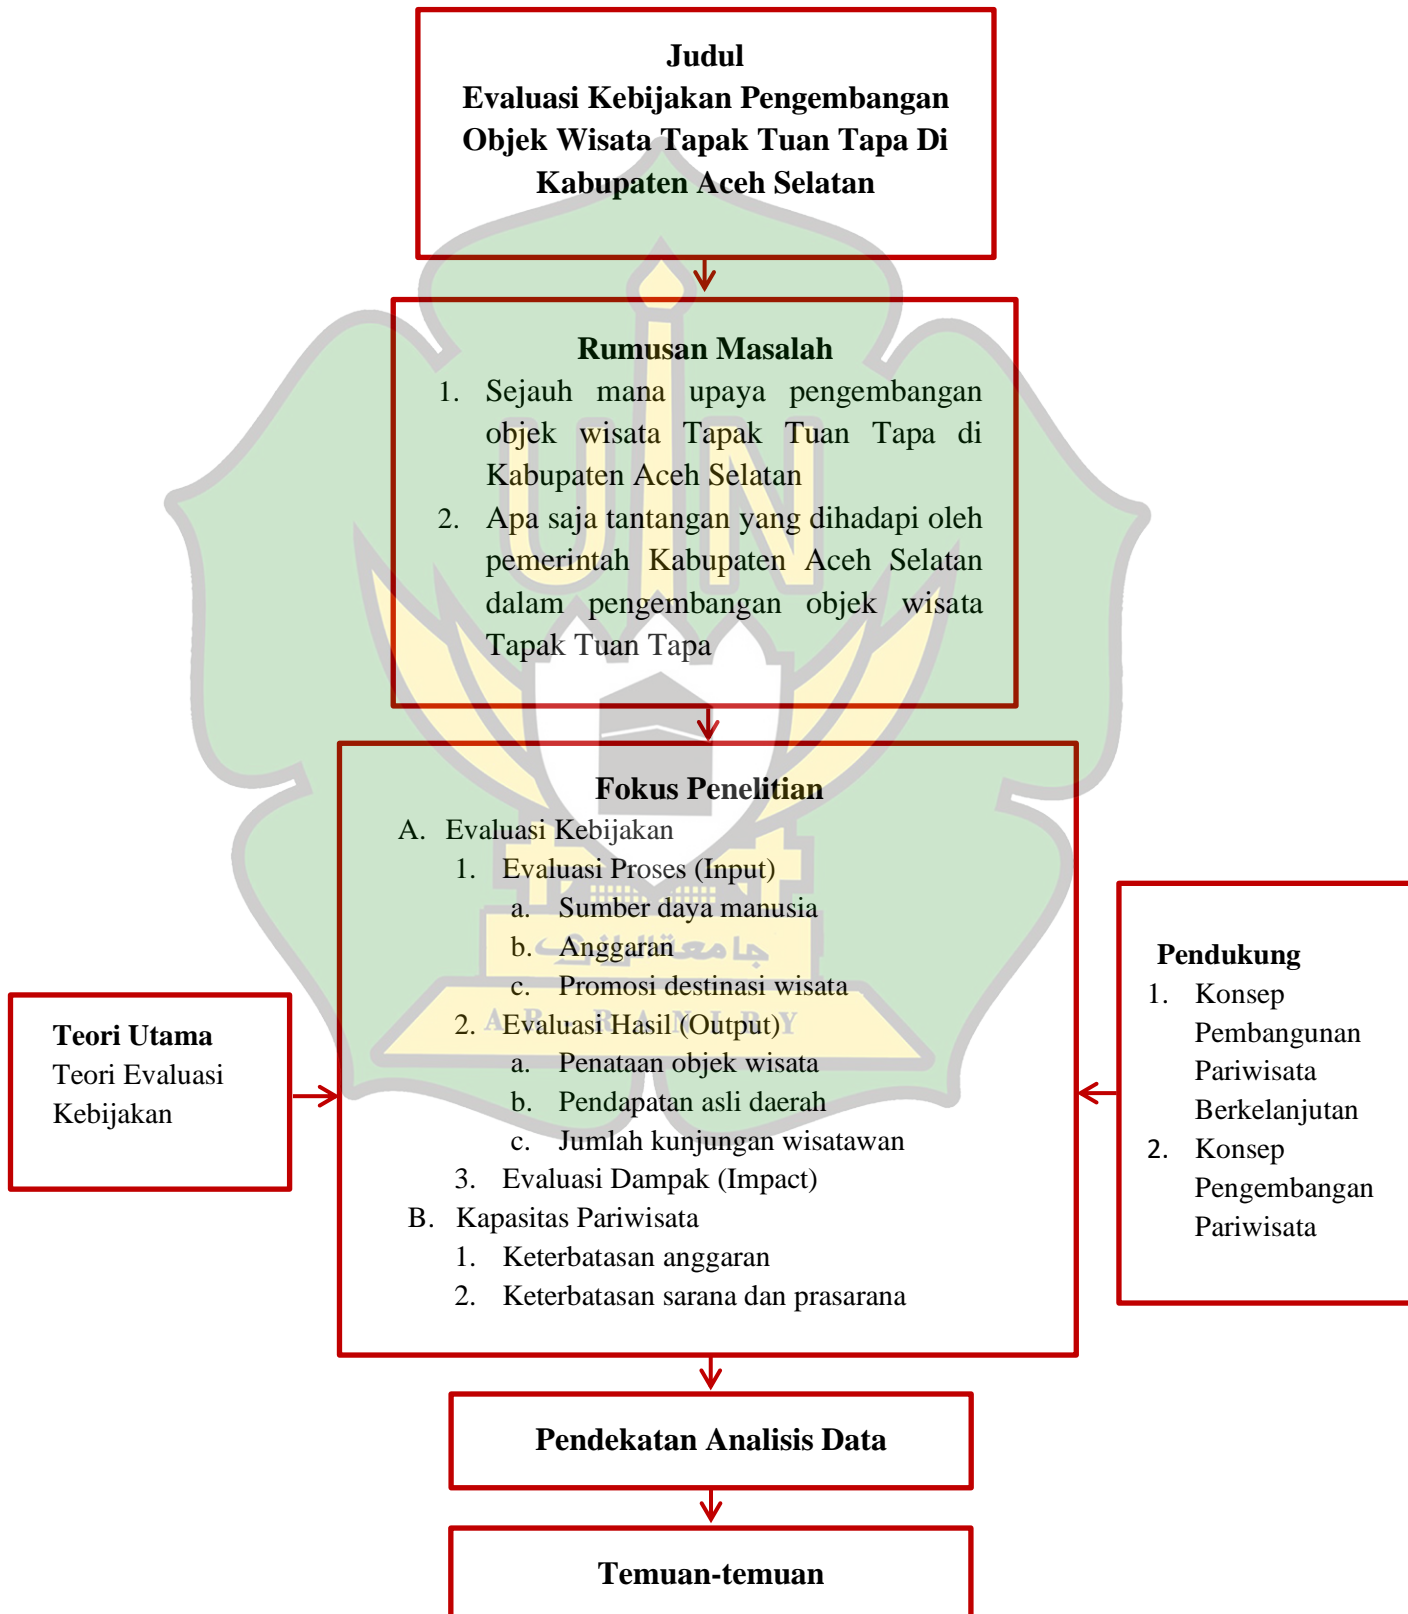 Judul
Evaluasi Kebijakan Pengembangan
Objek Wisata Tapak Tuan Tapa Di
Kabupaten Aceh Selatan
Rumusan Masalah
1. Sejauh mana upaya pengembangan
objek wisata Tapak Tuan Tapa di
Kabupaten Aceh Selatan
2. Apa saja tantangan yang dihadapi oleh
pemerintah Kabupaten Aceh Selatan
dalam pengembangan objek wisata
Tapak Tuan Tapa
UIN
Fokus Penelitian
A. Evaluasi Kebijakan
1. Evaluasi Proses (Input)
a. Sumber daya manusia
b. Anggaran
c. Promosi destinasi wisata
2. Evaluasi Hasil (Output)
a. Penataan objek wisata
b. Pendapatan asli daerah
c. Jumlah kunjungan wisatawan
3. Evaluasi Dampak (Impact)
B. Kapasitas Pariwisata
1. Keterbatasan anggaran
2. Keterbatasan sarana dan prasarana
جامعة الرانري
AR-RANIRY
Teori Utama
Teori Evaluasi
Kebijakan
Pendukung
1. Konsep
Pembangunan
Pariwisata
Berkelanjutan
2. Konsep
Pengembangan
Pariwisata
Pendekatan Analisis Data
Temuan-temuan